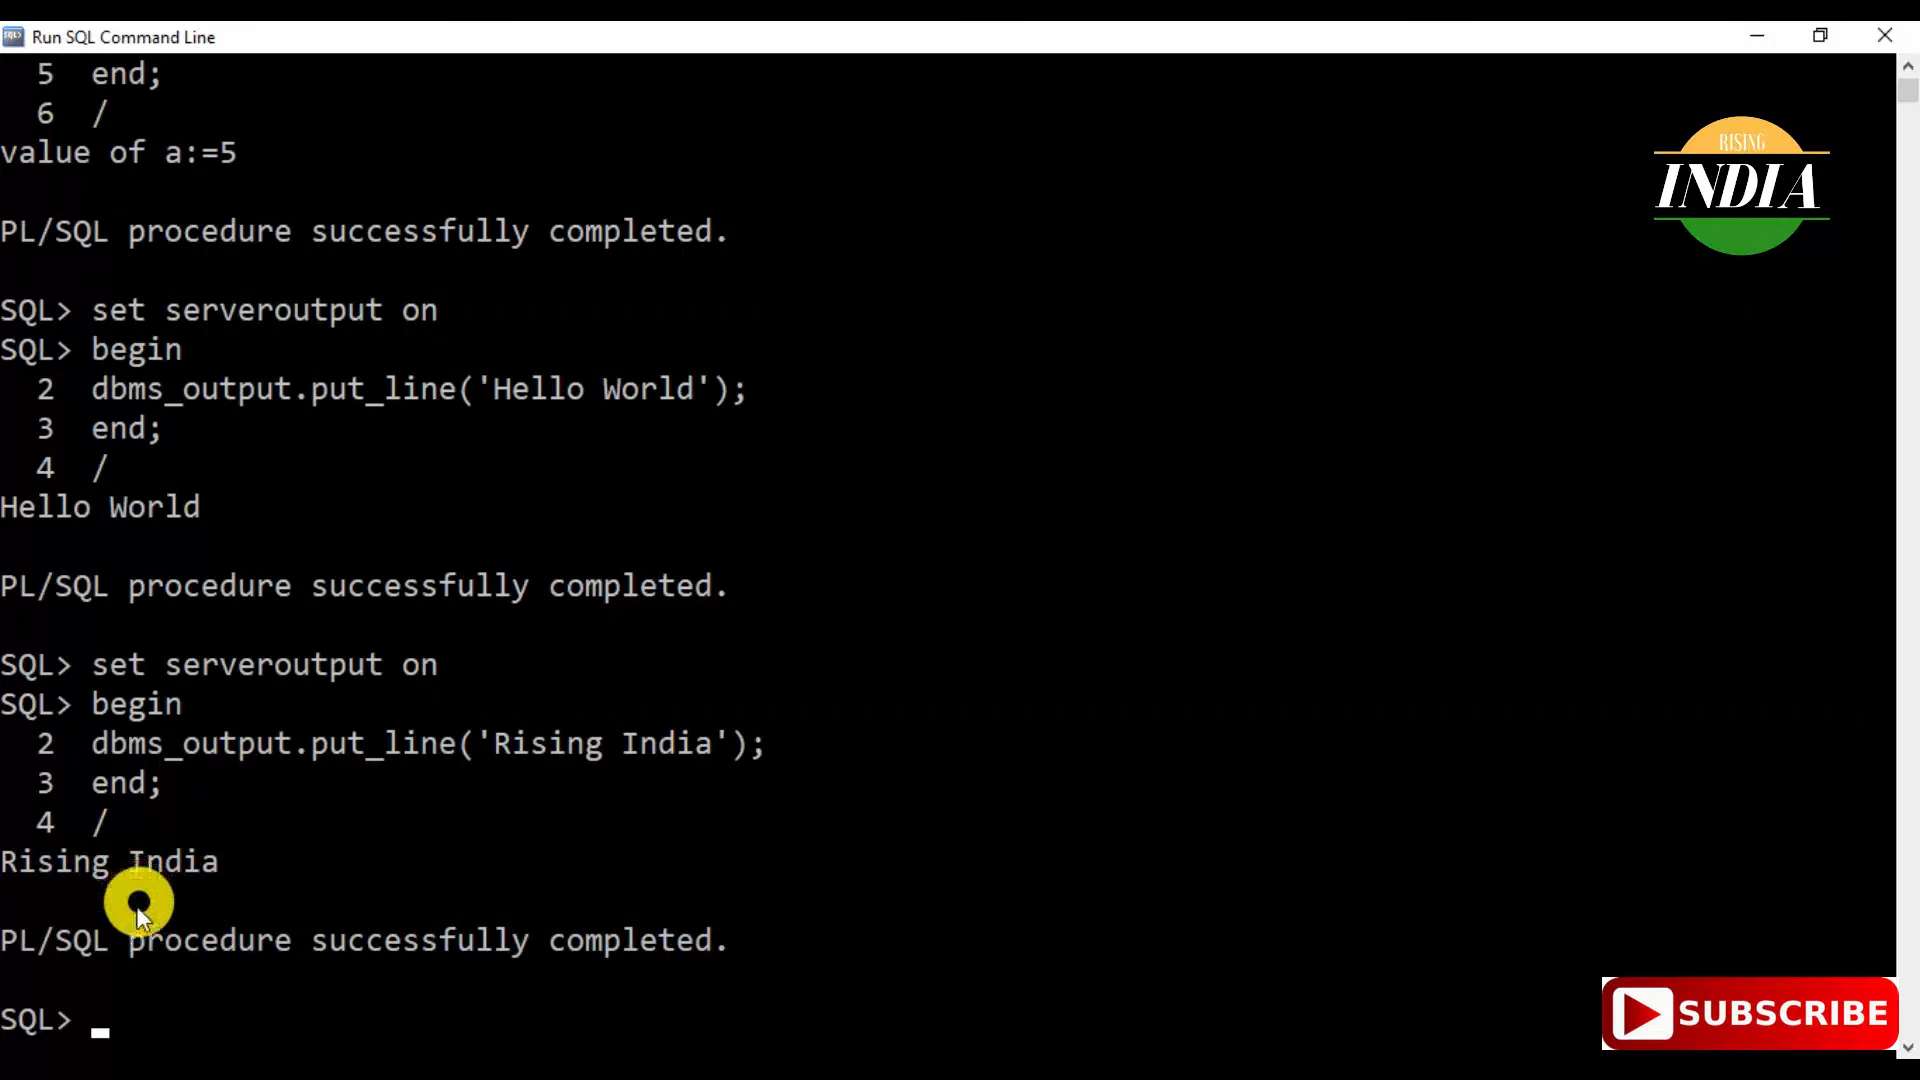 Run SQL Command Line
5 end;
6 /
value of a:=5
PL/SQL procedure successfully completed.
SQL> set serveroutput on
SQL> begin
2 dbms_output.put_line('Hello World');
3 end;
4 /
Hello World
PL/SQL procedure successfully completed.
SQL> set serveroutput on
SQL> begin
2 dbms_output.put_line('Rising India');
3 end;
4 /
Rising India
PL/SQL procedure successfully completed.
SQL>
RISING
INDIA
SUBSCRIBE